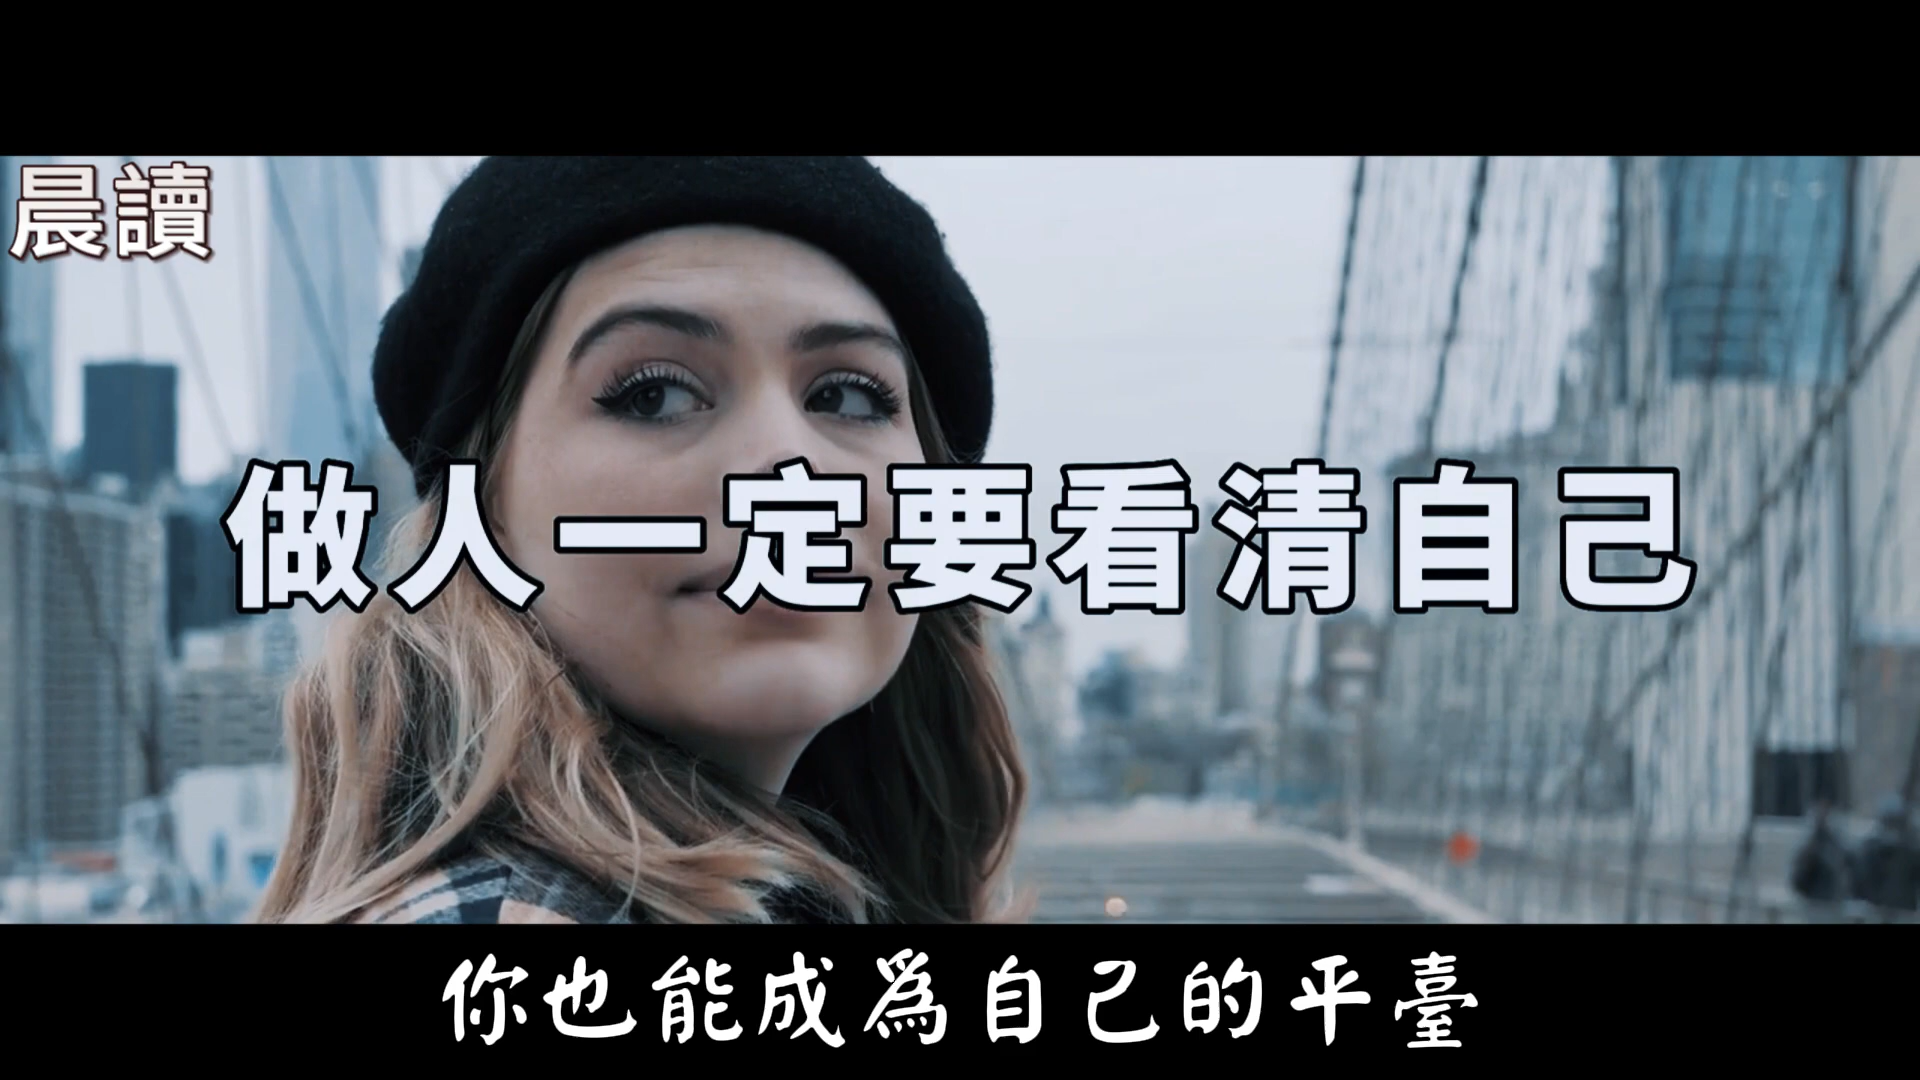 晨讀
做人一定要看清自己
你也能成爲自己的平臺